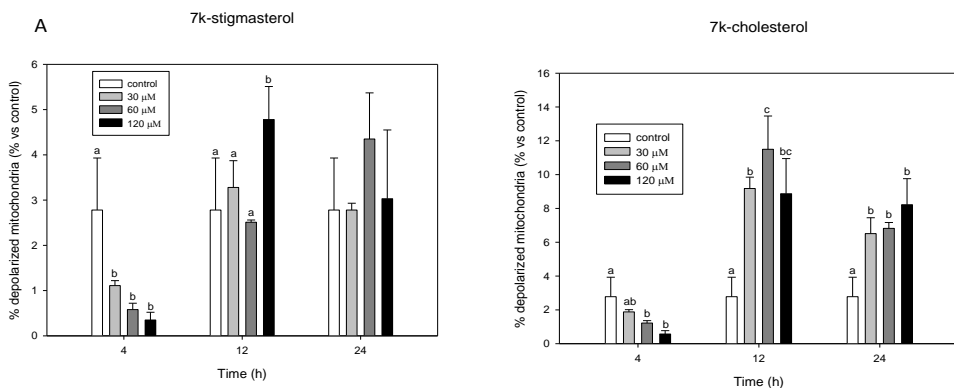 A
7k-stigmasterol
% depolarized mitochondria (% vs control)
6
5
4
3
2
1
0
control
30 µM
60 µM
120 µM
a
b
b
b
a
a
a
b
4
12
24
Time (h)
7k-cholesterol
% depolarized mitochondria (% vs control)
16
14
12
10
8
6
4
2
0
control
30 µM
60 µM
120 µM
a
ab
b
b
a
b
c
bc
a
b
b
b
4
12
24
Time (h)